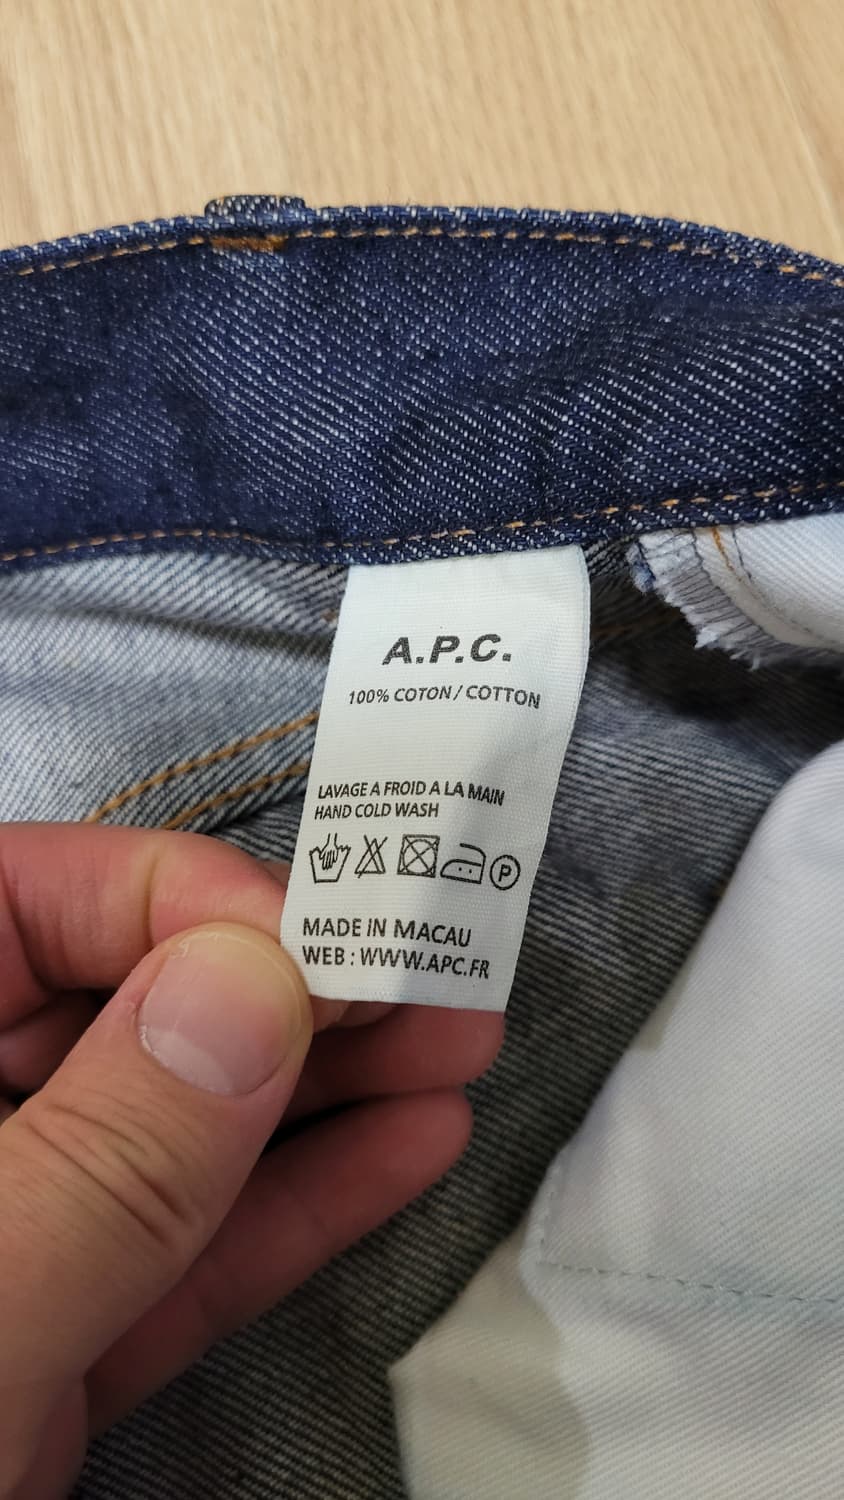 A.P.C.
100% COTON / COTTON
LAVAGE A FROID A LA MAIN
HAND COLD WASH
P
MADE IN MACAU
WEB : WWW.APC.FR